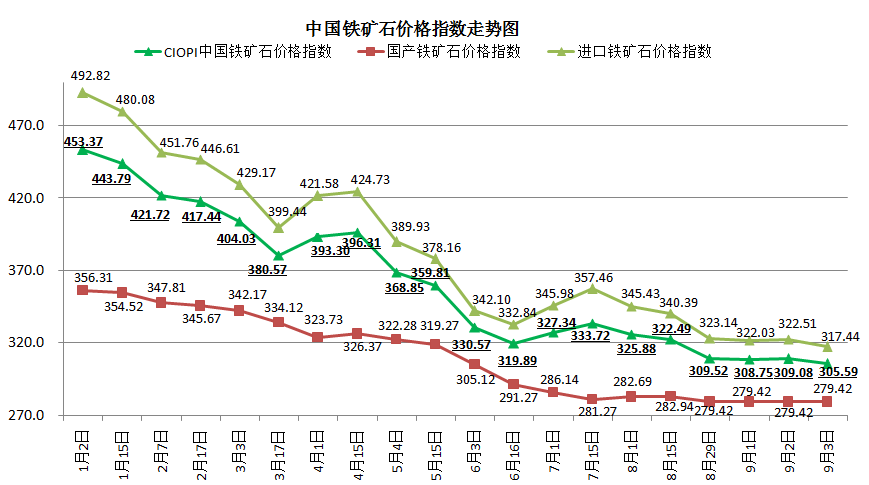 中国铁矿石价格指数走势图
CIOPI中国铁矿石价格指数 国产铁矿石价格指数 进口铁矿石价格指数
470.0
420.0
370.0
320.0
270.0
492.82 480.08 451.76 446.61 429.17 399.44 421.58 424.73 389.93 378.16 342.10 332.84 345.98 357.46 345.43 340.39 323.14 322.03 322.51 317.44
453.37 443.79 421.72 417.44 404.03 380.57 393.30 396.31 368.85 359.81 330.57 319.89 327.34 333.72 325.88 322.49 309.52 308.75 309.08 305.59
356.31 354.52 347.81 345.67 342.17 334.12 323.73 326.37 322.28 319.27 305.12 291.27 286.14 281.27 282.69 282.94 279.42 279.42 279.42 279.42
1月2日 1月15日 2月7日 2月17日 3月3日 3月17日 4月1日 4月15日 5月4日 5月15日 6月3日 6月16日 7月1日 7月15日 8月1日 8月15日 8月29日 9月1日 9月2日 9月3日